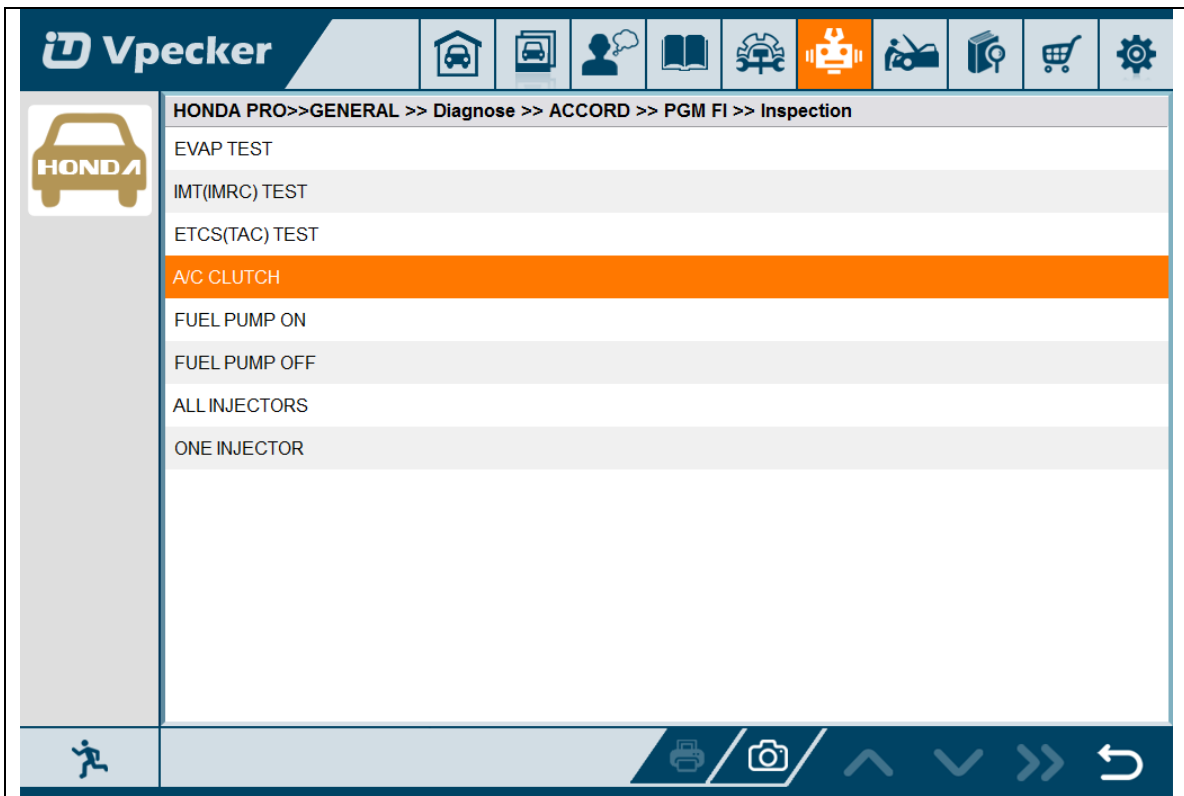 Vpecker
HONDA PRO>>GENERAL >> Diagnose >> ACCORD >> PGM FI >> Inspection
HONDA
EVAP TEST
IMT(IMRC) TEST
ETCS(TAC) TEST
A/C CLUTCH
FUEL PUMP ON
FUEL PUMP OFF
ALL INJECTORS
ONE INJECTOR